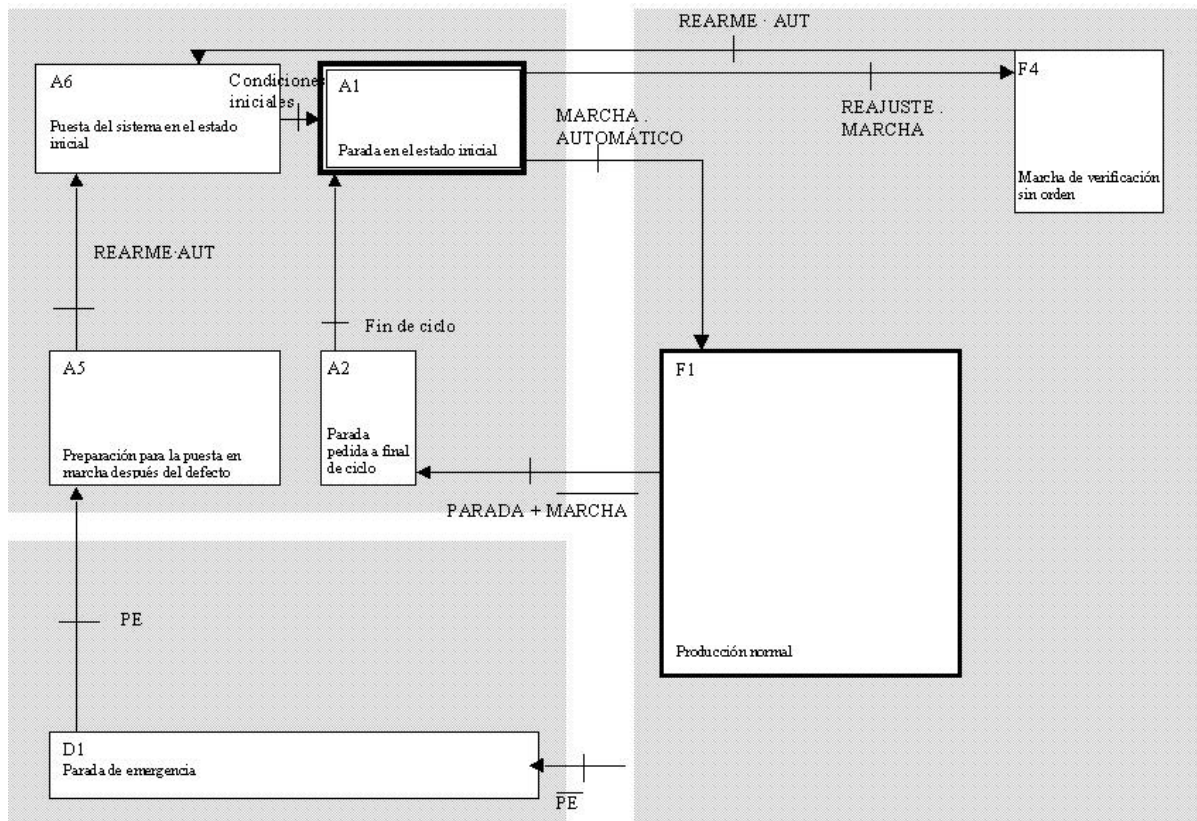 REARME · AUT
A6
Condiciones
iniciales
A1
F4
Puesta del sistema en el estado
inicial
Parada en el estado inicial
MARCHA .
AUTOMÁTICO
REAJUSTE .
MARCHA
Marcha de verificación
sin orden
REARME·AUT
Fin de ciclo
A5
A2
F1
Preparación para la puesta en
marcha después del defecto
Parada
pedida a final
de ciclo
PARADA + MARCHA
PE
Producción normal
D1
Parada de emergencia
PE